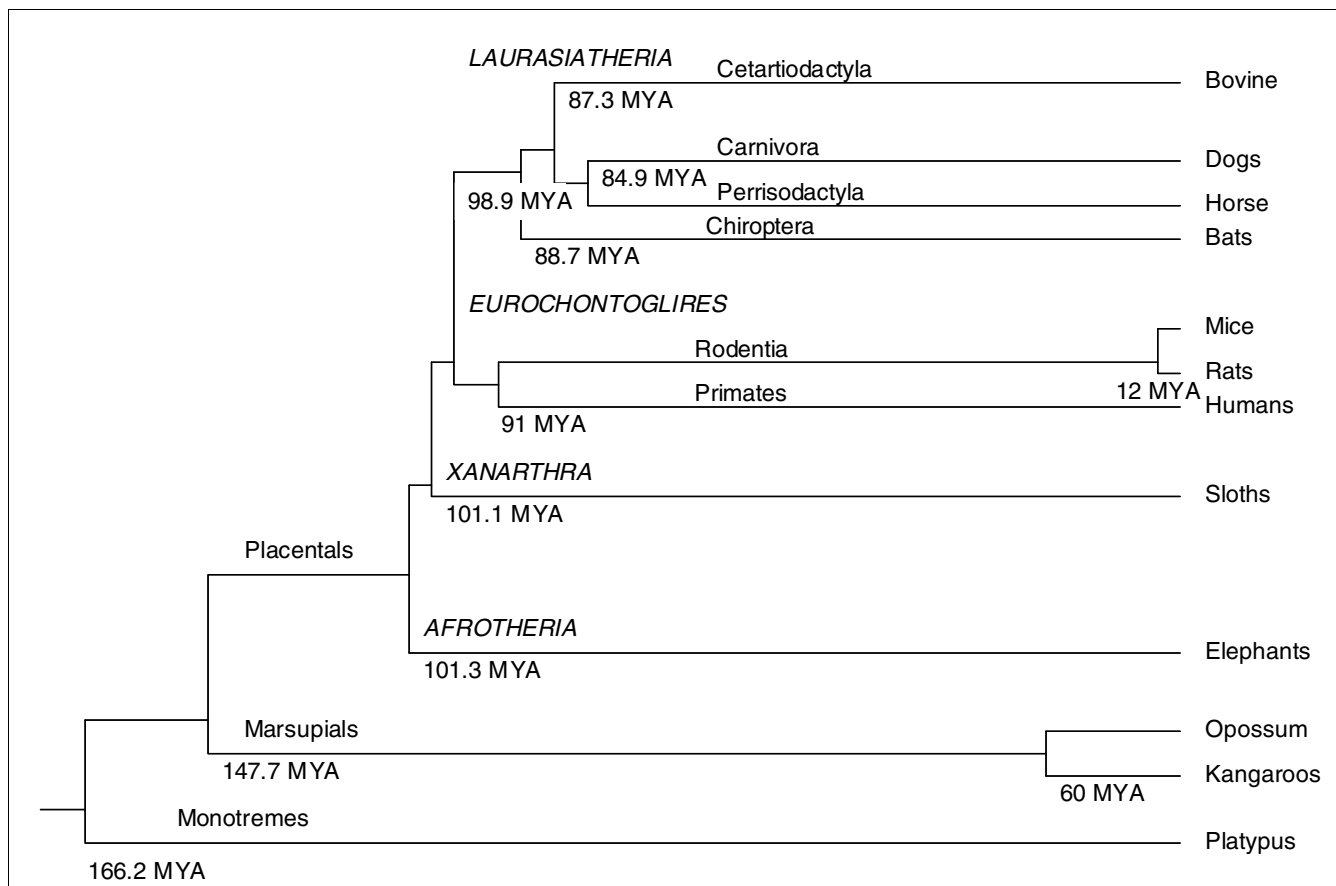 LAURASIATHERIA
Cetartiodactyla
Bovine
87.3 MYA
Carnivora
Dogs
84.9 MYA
Perrisodactyla
98.9 MYA
Horse
Chiroptera
Bats
88.7 MYA
EUROCHONTOGLIRES
Mice
Rodentia
Rats
12 MYA
Primates
Humans
91 MYA
XANARTHRA
Sloths
101.1 MYA
Placentals
AFROTHERIA
Elephants
101.3 MYA
Marsupials
Opossum
147.7 MYA
Kangaroos
60 MYA
Monotremes
Platypus
166.2 MYA